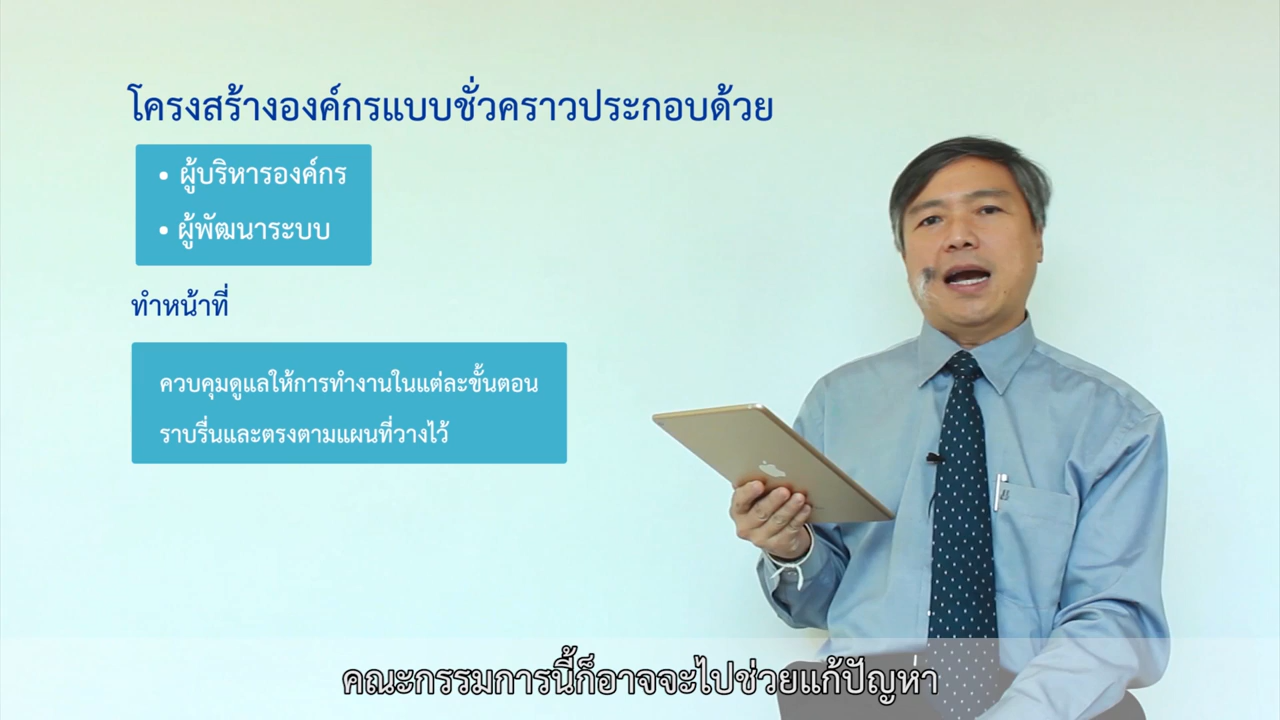 โครงสร้างองค์กรแบบชั่วคราวประกอบด้วย
• ผู้บริหารองค์กร
• ผู้พัฒนาระบบ
ทำหน้าที่
ควบคุมดูแลให้การทำงานในแต่ละขั้นตอน
ราบรื่นและตรงตามแผนที่วางไว้
คณะกรรมการนี้ก็อาจจะไปช่วยแก้ปัญหา